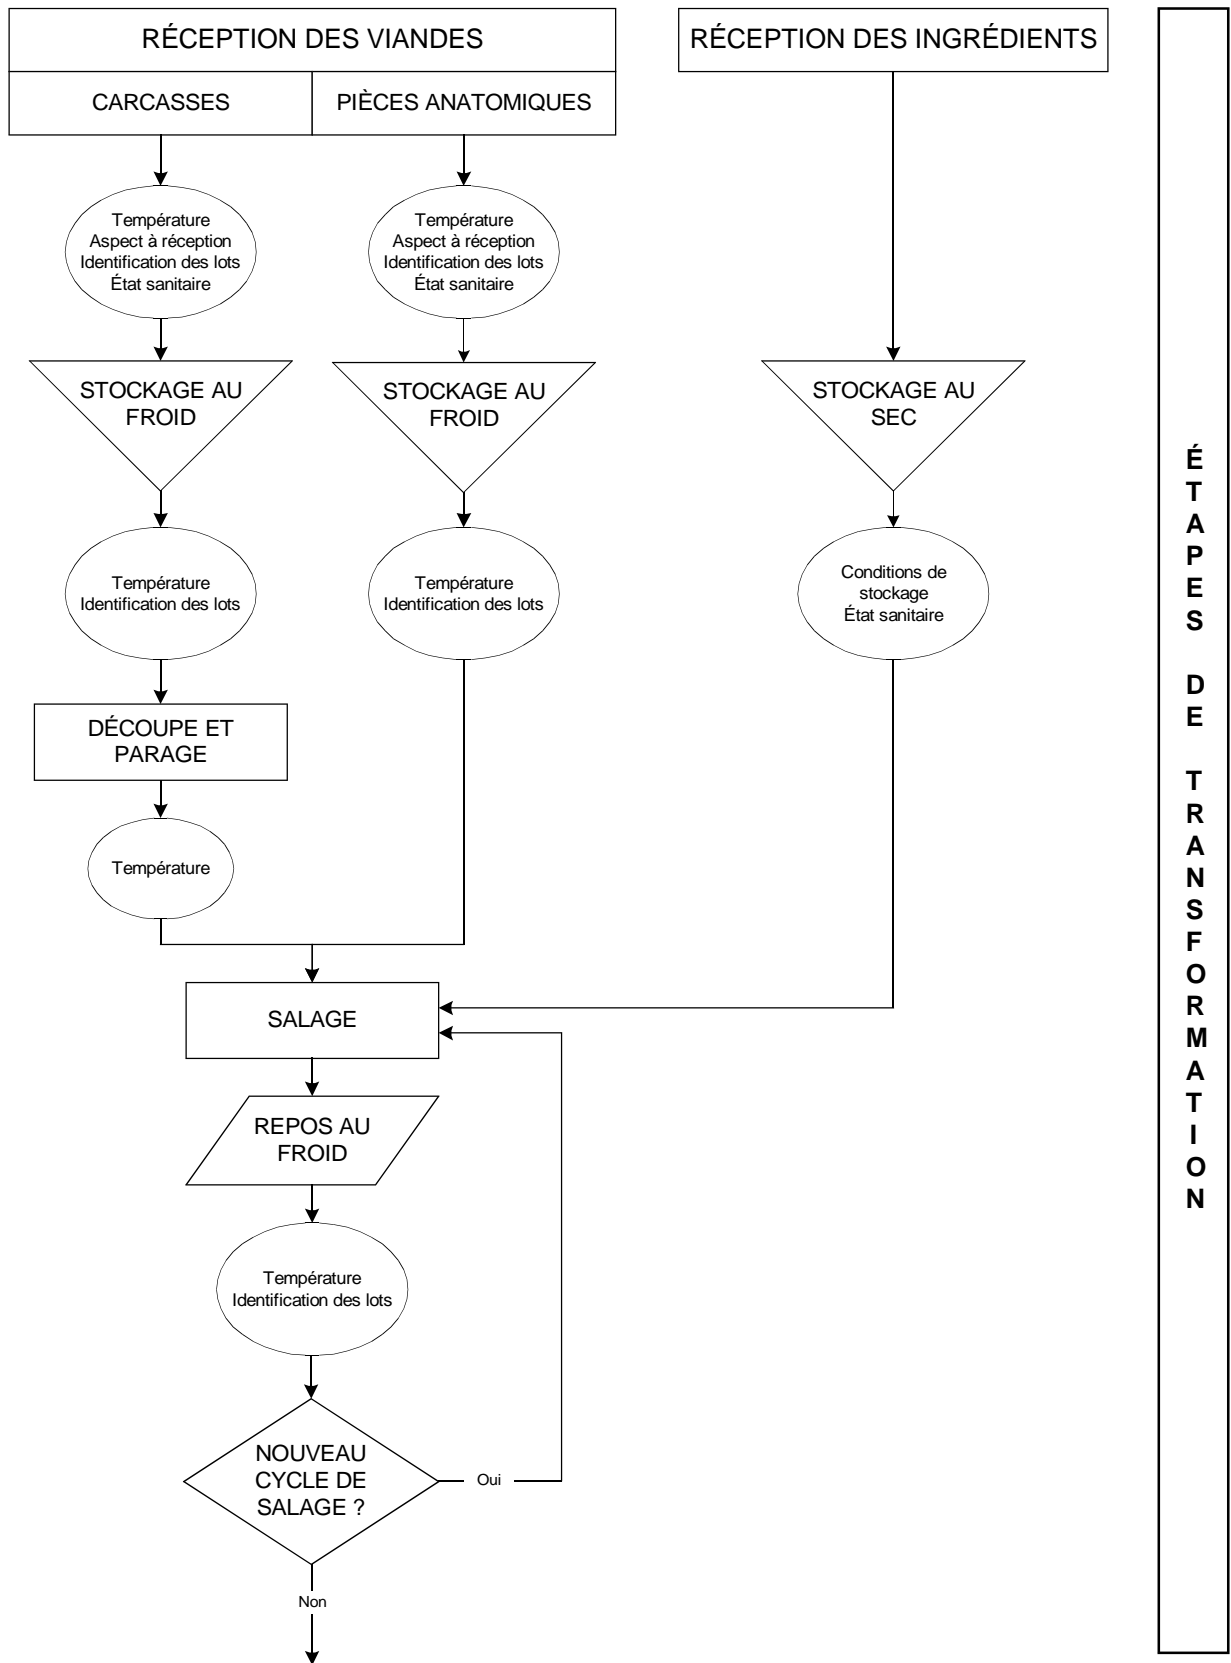 RÉCEPTION DES VIANDES
CARCASSES
PIÈCES ANATOMIQUES
RÉCEPTION DES INGRÉDIENTS
Température
Aspect à réception
Identification des lots
État sanitaire
Température
Aspect à réception
Identification des lots
État sanitaire
STOCKAGE AU
FROID
STOCKAGE AU
FROID
STOCKAGE AU
SEC
Température
Identification des lots
Température
Identification des lots
Conditions de
stockage
État sanitaire
DÉCOUPE ET
PARAGE
Température
SALAGE
REPOS AU
FROID
Température
Identification des lots
NOUVEAU
CYCLE DE
SALAGE ?
Oui
Non
ÉTAPES DE TRANSFORMATION